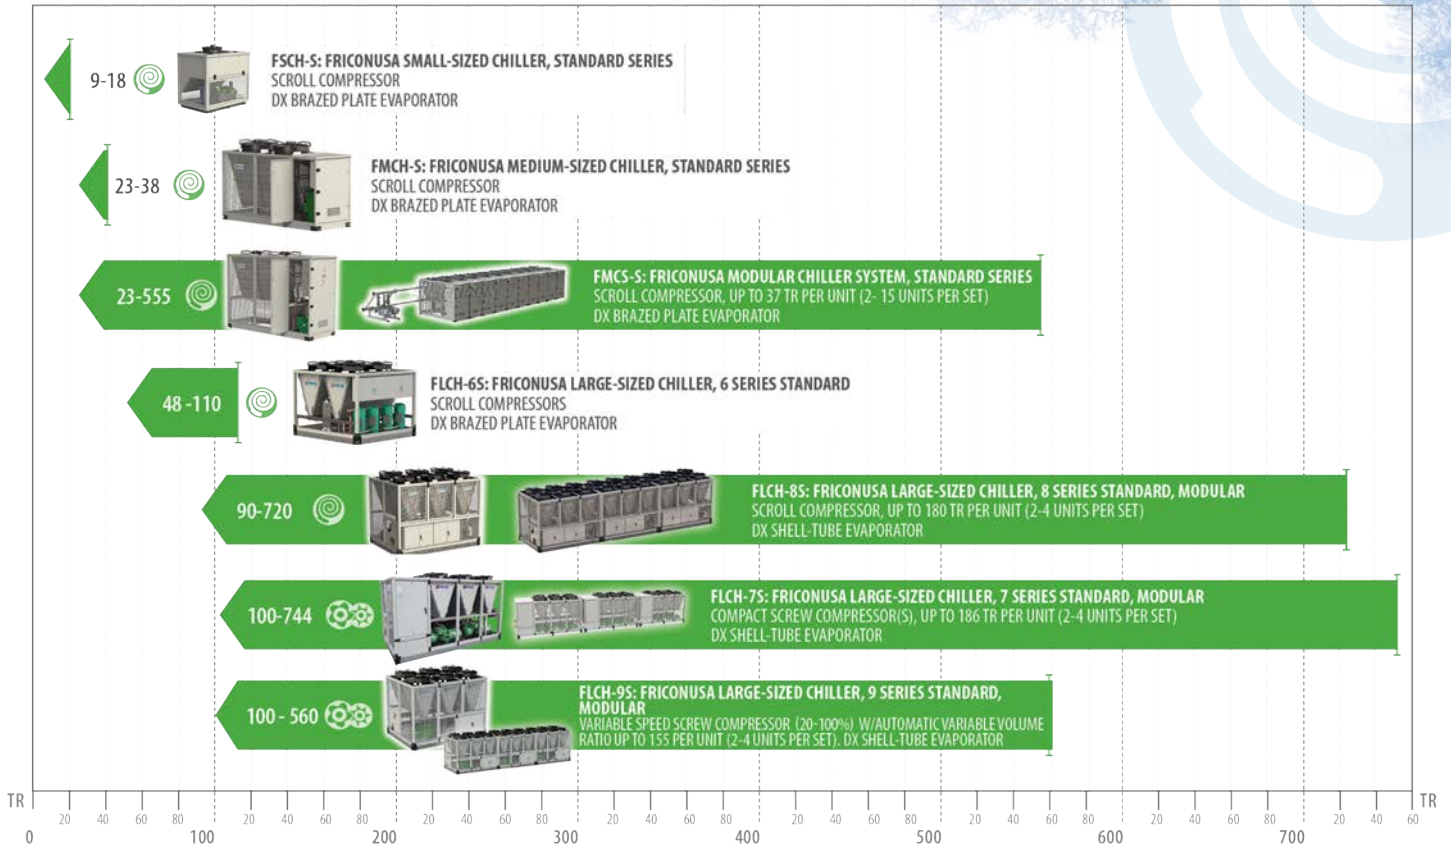 9-18
FSCH-S: FRICONUSA SMALL-SIZED CHILLER, STANDARD SERIES
SCROLL COMPRESSOR
DX BRAZED PLATE EVAPORATOR
23-38
FMCH-S: FRICONUSA MEDIUM-SIZED CHILLER, STANDARD SERIES
SCROLL COMPRESSOR
DX BRAZED PLATE EVAPORATOR
23-555
FMCS-S: FRICONUSA MODULAR CHILLER SYSTEM, STANDARD SERIES
SCROLL COMPRESSOR, UP TO 37 TR PER UNIT (2- 15 UNITS PER SET)
DX BRAZED PLATE EVAPORATOR
48 -110
FLCH-6S: FRICONUSA LARGE-SIZED CHILLER, 6 SERIES STANDARD
SCROLL COMPRESSORS
DX BRAZED PLATE EVAPORATOR
90-720
FLCH-8S: FRICONUSA LARGE-SIZED CHILLER, 8 SERIES STANDARD, MODULAR
SCROLL COMPRESSOR, UP TO 180 TR PER UNIT (2-4 UNITS PER SET)
DX SHELL-TUBE EVAPORATOR
100-744
FLCH-7S: FRICONUSA LARGE-SIZED CHILLER, 7 SERIES STANDARD, MODULAR
COMPACT SCREW COMPRESSOR(S), UP TO 186 TR PER UNIT (2-4 UNITS PER SET)
DX SHELL-TUBE EVAPORATOR
100 - 560
FLCH-9S: FRICONUSA LARGE-SIZED CHILLER, 9 SERIES STANDARD,
MODULAR
VARIABLE SPEED SCREW COMPRESSOR (20-100%) W/AUTOMATIC VARIABLE VOLUME
RATIO UP TO 155 PER UNIT (2-4 UNITS PER SET). DX SHELL-TUBE EVAPORATOR
TR TR
20 40 60 80 20 40 60 80 20 40 60 80 20 40 60 80 20 40 60 80 20 40 60 80 20 40 60 80 20 40 60
0 100 200 300 400 500 600 700